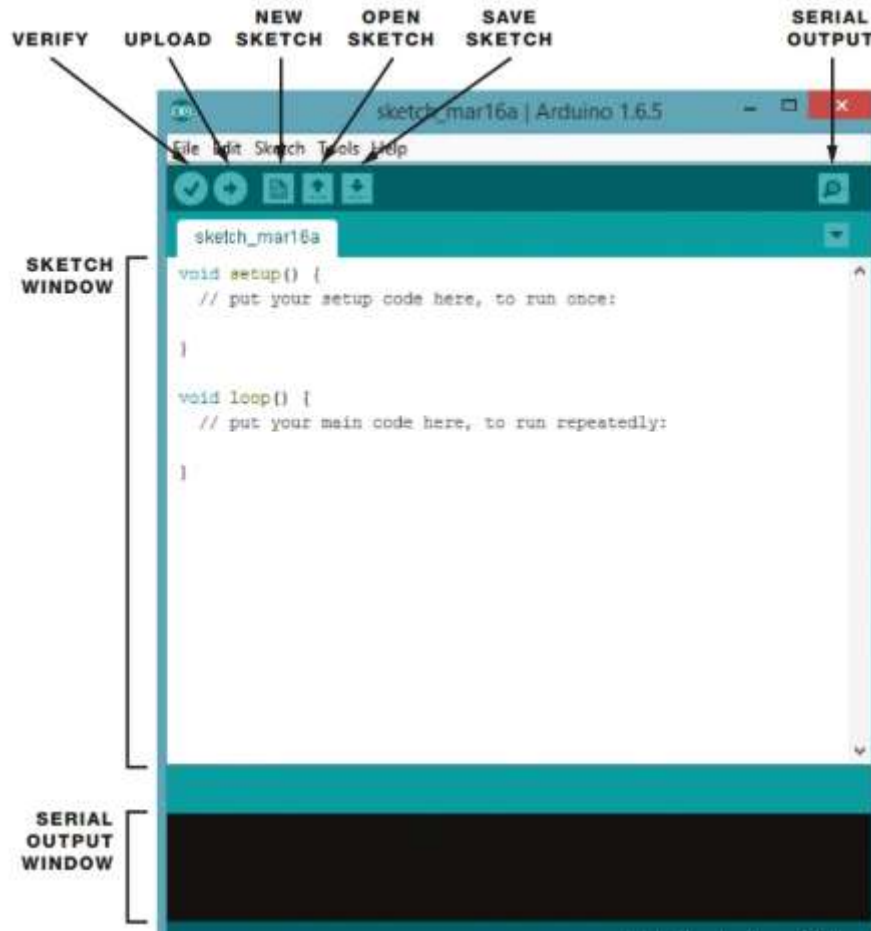 VERIFY
UPLOAD
NEW
SKETCH
OPEN
SKETCH
SAVE
SKETCH
SERIAL
OUTPUT
sketch_mar16a | Arduino 1.6.5
File Edit Sketch Tools Help
sketch_mar16a
SKETCH
WINDOW
void setup() {
// put your setup code here, to run once:
}
void loop() {
// put your main code here, to run repeatedly:
}
SERIAL
OUTPUT
WINDOW